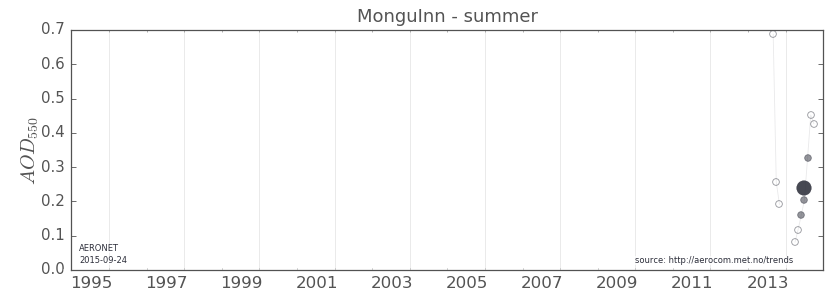 MonguInn - summer
0.7
0.6
0.5
0.4
0.3
0.2
0.1
0.0
AOD550
AERONET
2015-09-24
source: http://aerocom.met.no/trends
1995 1997 1999 2001 2003 2005 2007 2009 2011 2013